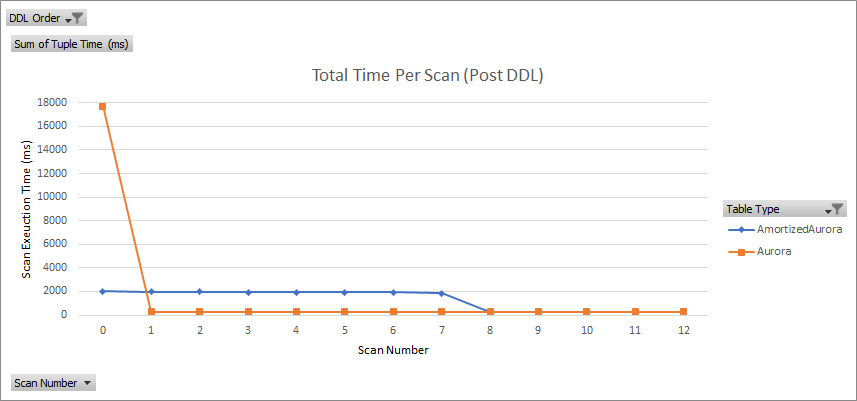 DDL Order
Sum of Tuple Time (ms)
Total Time Per Scan (Post DDL)
18000
16000
14000
12000
10000
8000
6000
4000
2000
0
Scan Exeuction Time (ms)
0 1 2 3 4 5 6 7 8 9 10 11 12
Scan Number
Table Type
AmortizedAurora
Aurora
Scan Number